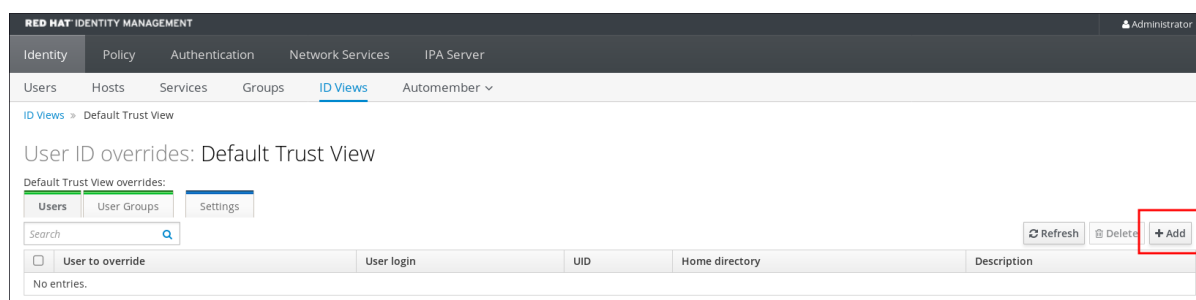 RED HAT® IDENTITY MANAGEMENT Administrator
Identity Policy Authentication Network Services IPA Server
Users Hosts Services Groups ID Views Automember
ID Views » Default Trust View
User ID overrides: Default Trust View
Default Trust View overrides:
Users User Groups Settings
Search Refresh Delete + Add
User to override User login UID Home directory Description
No entries.